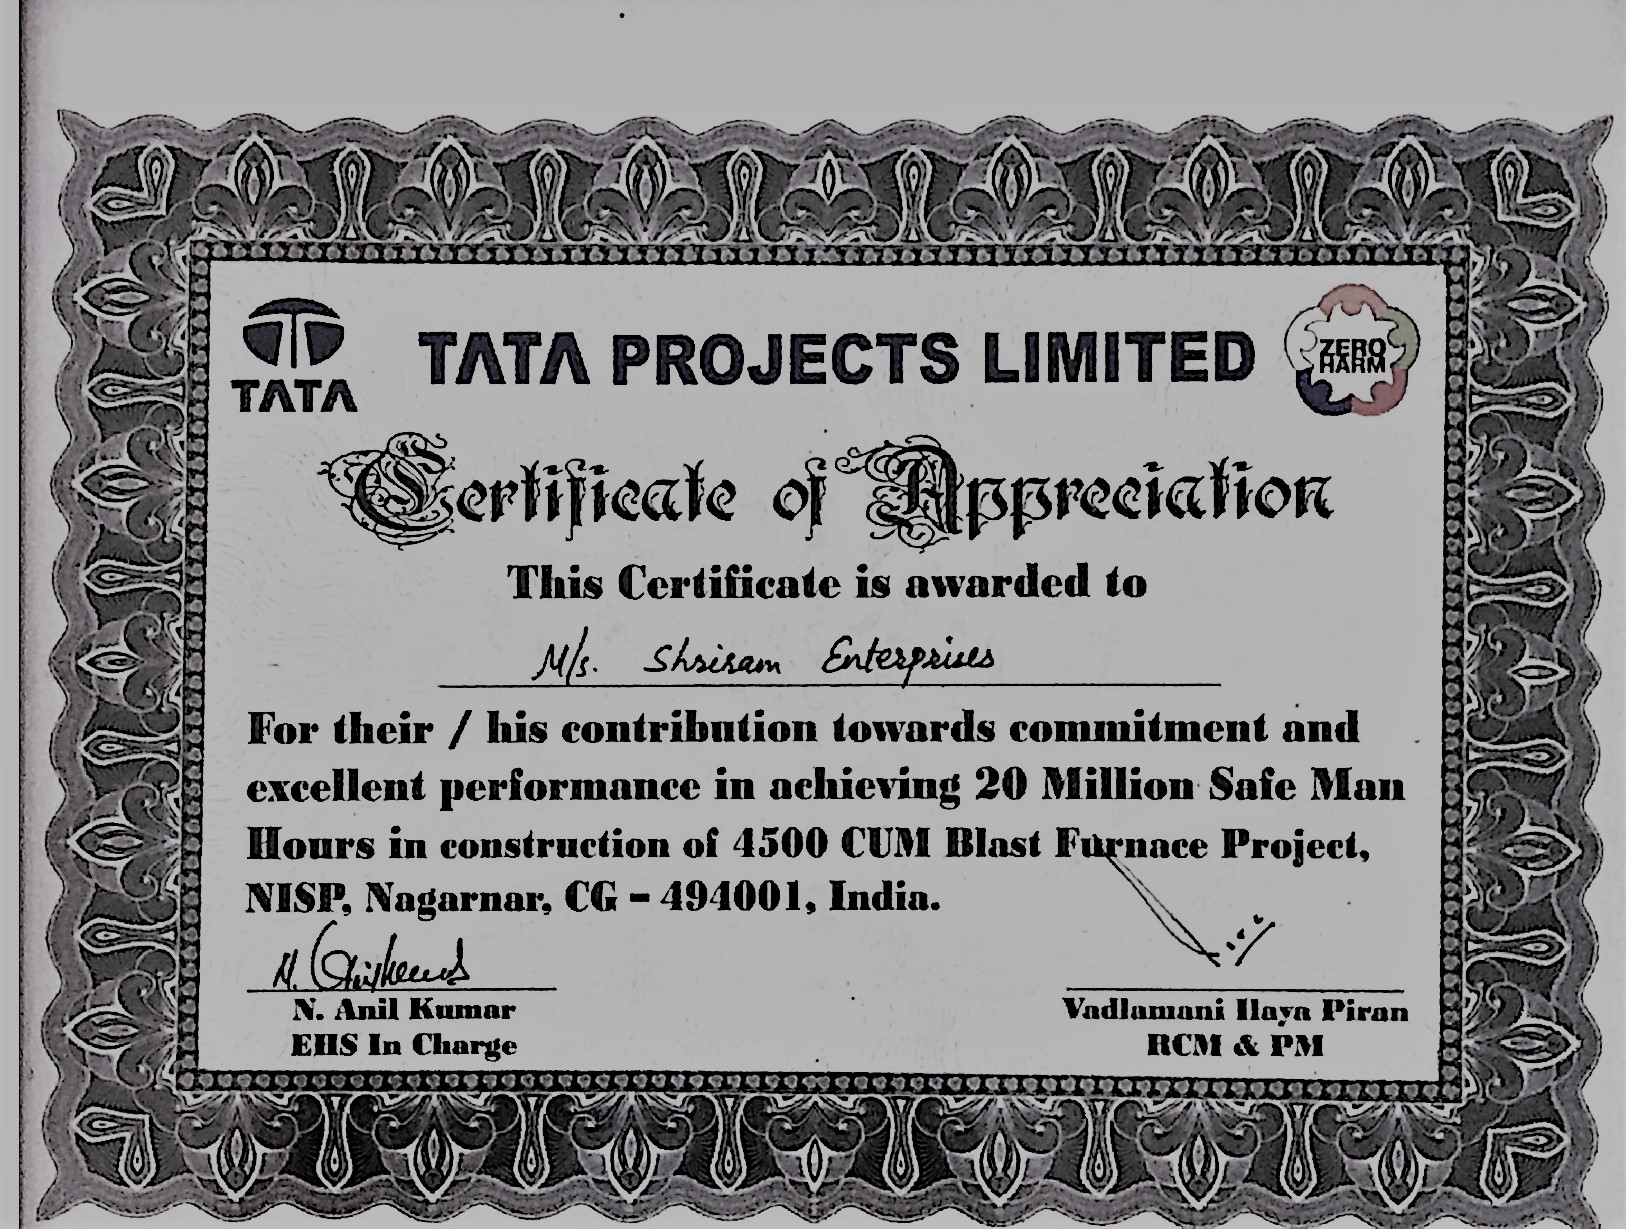 TATA PROJECTS LIMITED
TATA
ZERO
HARM
Certificate of Appreciation
This Certificate is awarded to
M/s. Shriram Enterprises
For their / his contribution towards commitment and
excellent performance in achieving 20 Million Safe Man
Hours in construction of 4500 CUM Blast Furnace Project,
NISP, Nagarnar, CG - 494001, India.
N. Anil Kumar
EHS In Charge
Vadlamani Ilaya Piran
RCM & PM